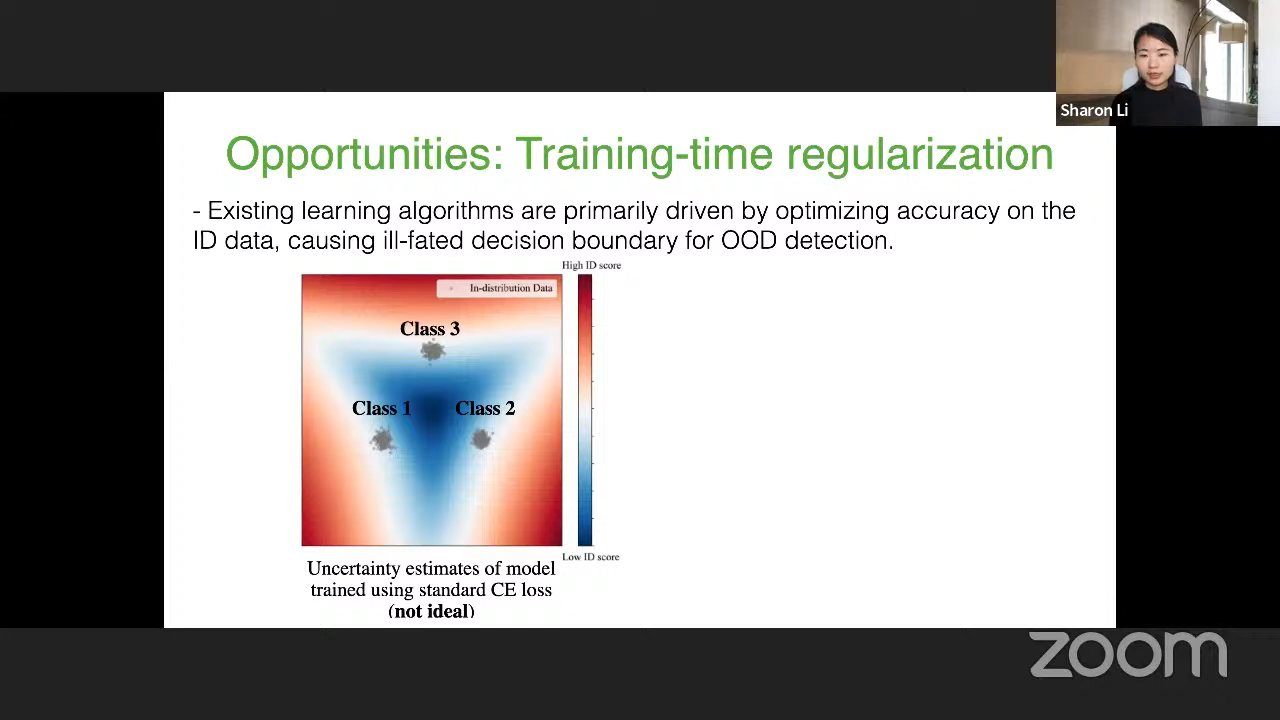 Sharon Li
Opportunities: Training-time regularization
- Existing learning algorithms are primarily driven by optimizing accuracy on the
ID data, causing ill-fated decision boundary for OOD detection.
High ID score
In-distribution Data
Class 3
Class 1
Class 2
Low ID score
Uncertainty estimates of model
trained using standard CE loss
(not ideal)
zoom